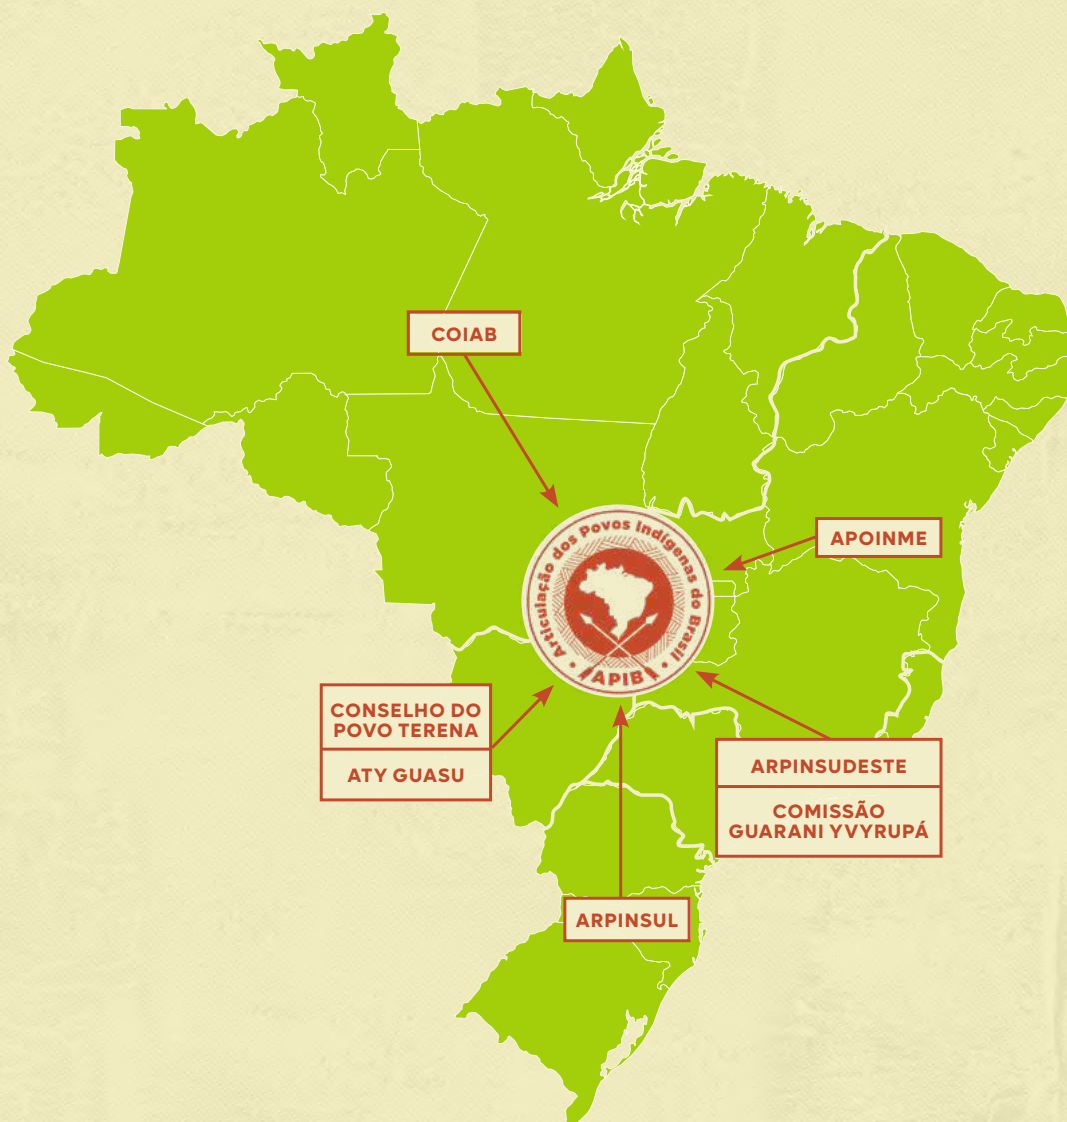 COIAB
APOINME
Articulação dos Povos Indígenas do Brasil
• APIB •
CONSELHO DO
POVO TERENA
ATY GUASU
ARPINSUDESTE
COMISSÃO
GUARANI YVYRUPÁ
ARPINSUL